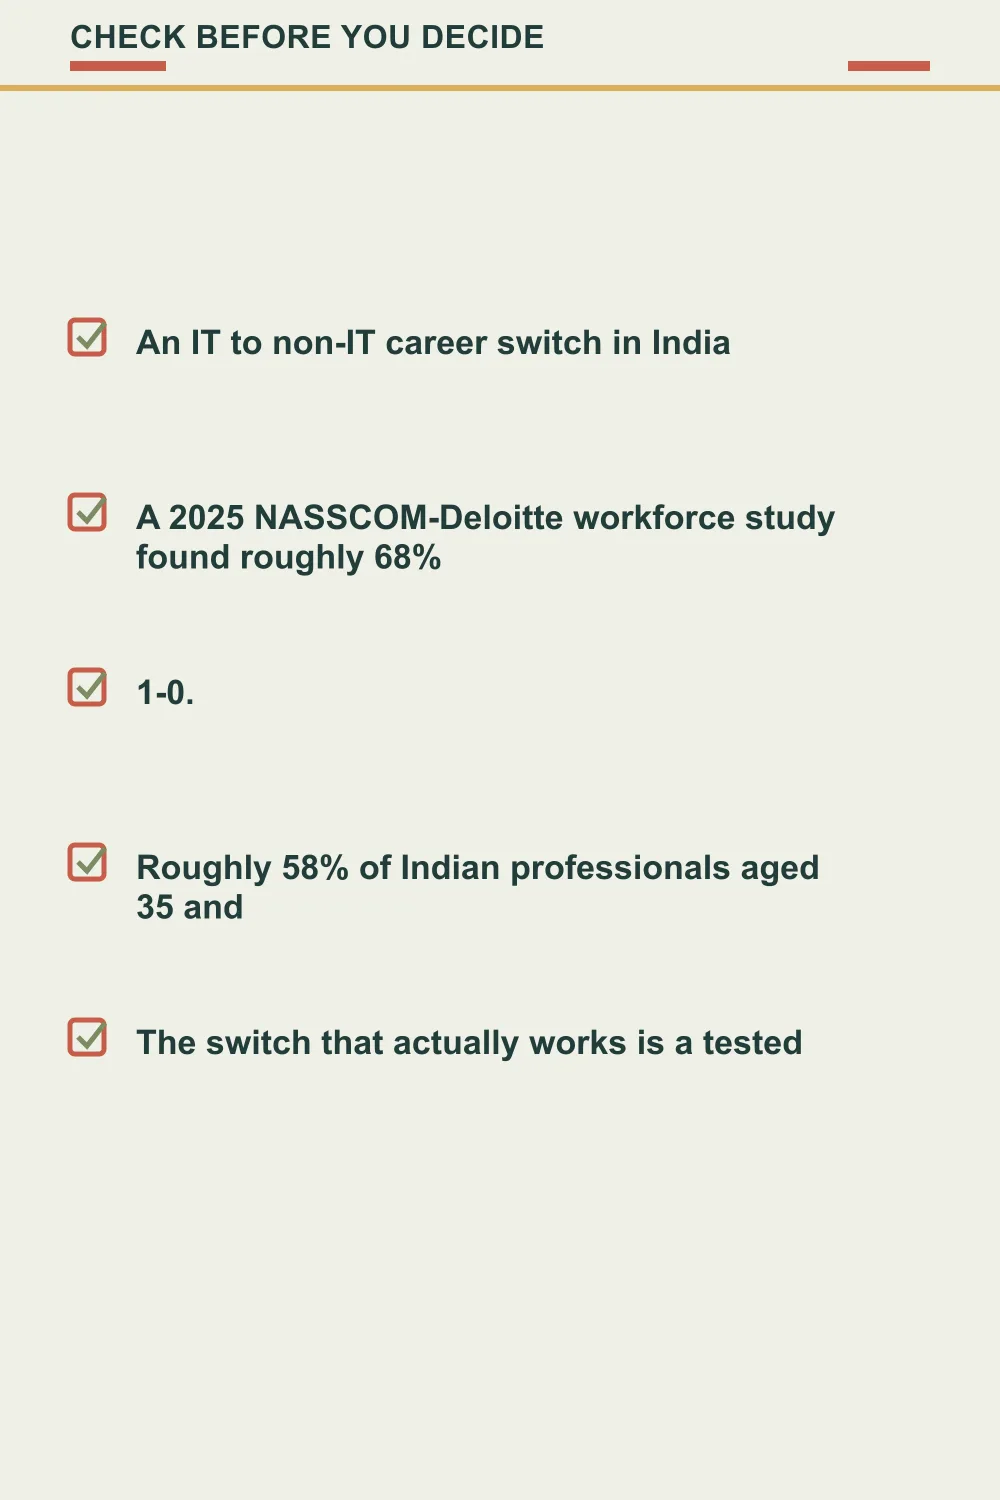 CHECK BEFORE YOU DECIDE
An IT to non-IT career switch in India
A 2025 NASSCOM-Deloitte workforce study
found roughly 68%
1-0.
Roughly 58% of Indian professionals aged
35 and
The switch that actually works is a tested